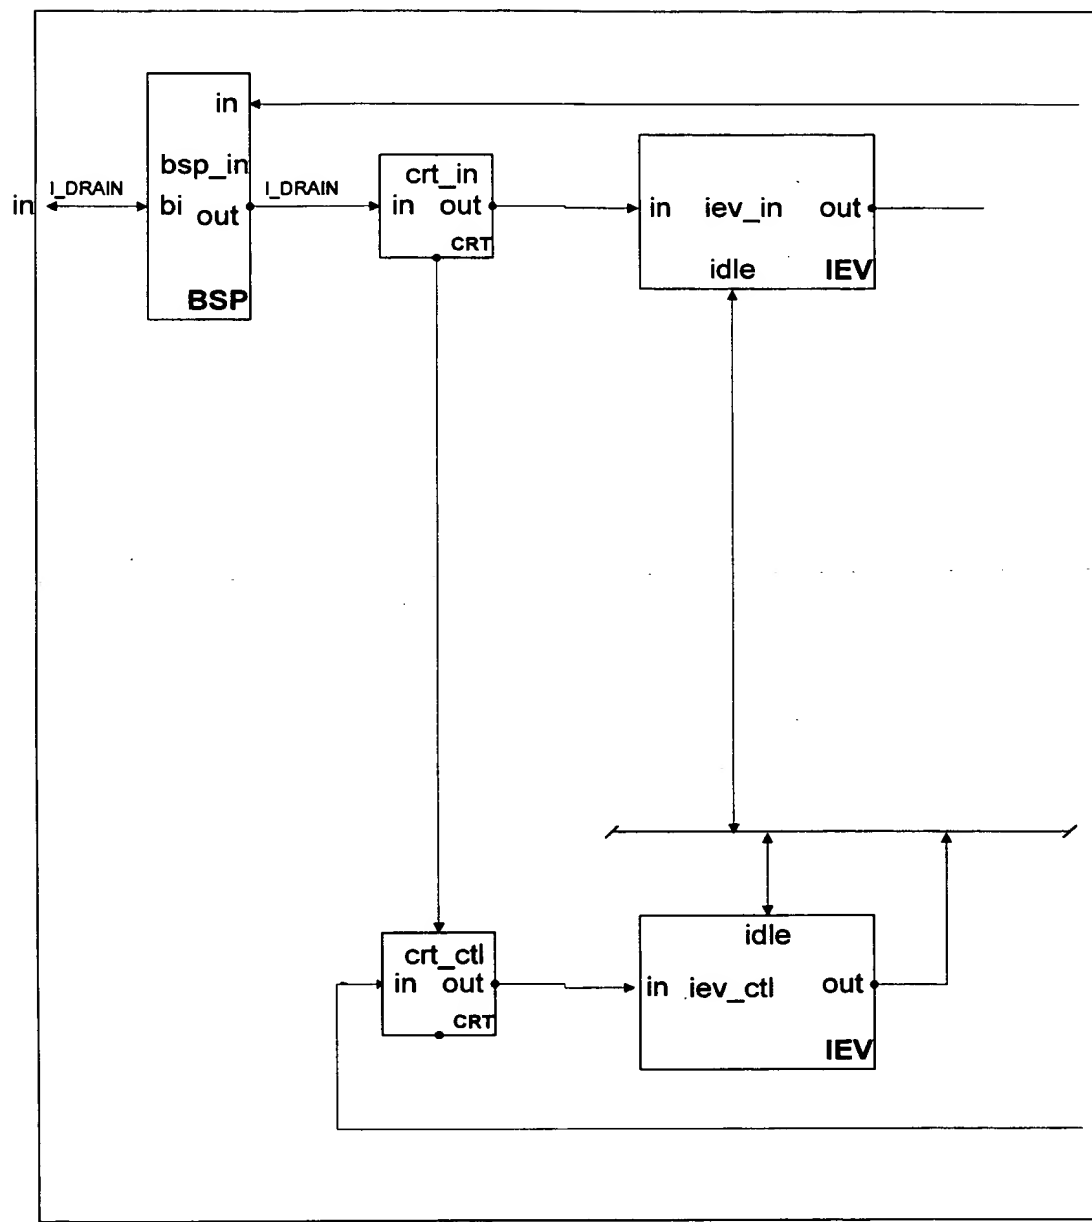 in
bsp_in
in
I_DRAIN
bi
out
I_DRAIN
BSP
crt_in
in out
CRT
in iev_in out
idle
IEV
crt_ctl
in out
CRT
idle
in iev_ctl out
IEV